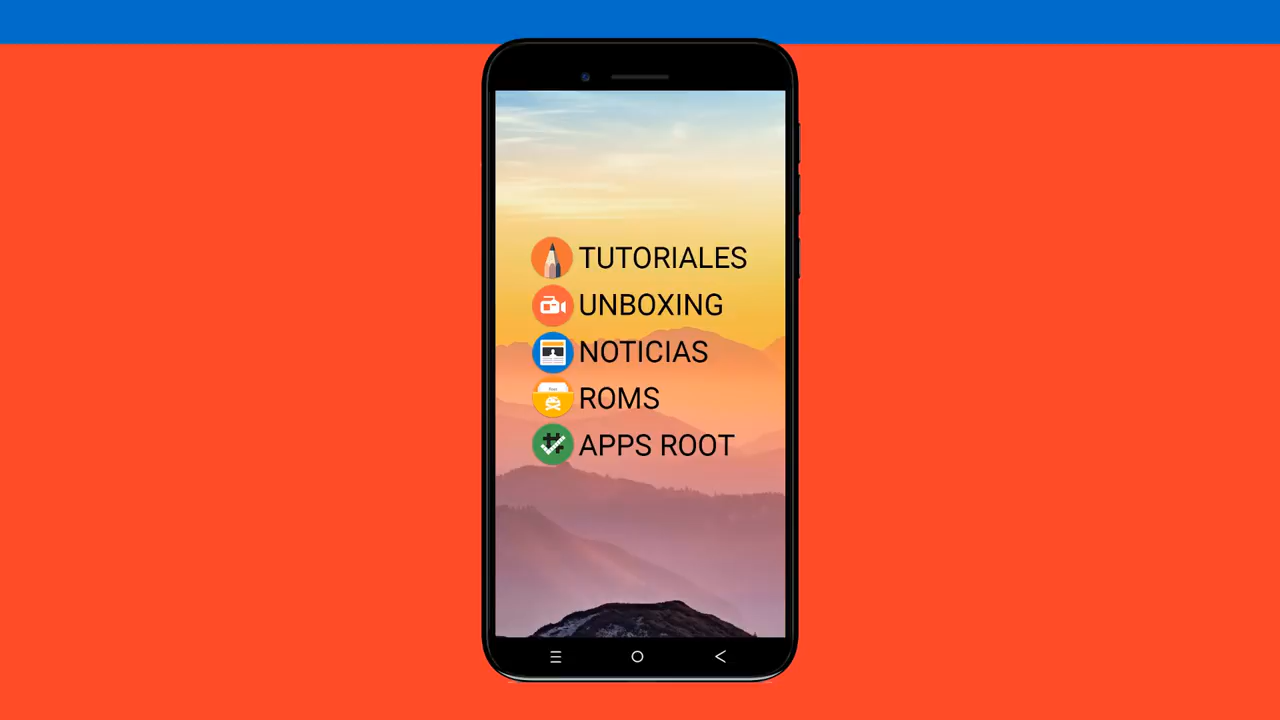 TUTORIALES
UNBOXING
NOTICIAS
ROMS
APPS ROOT